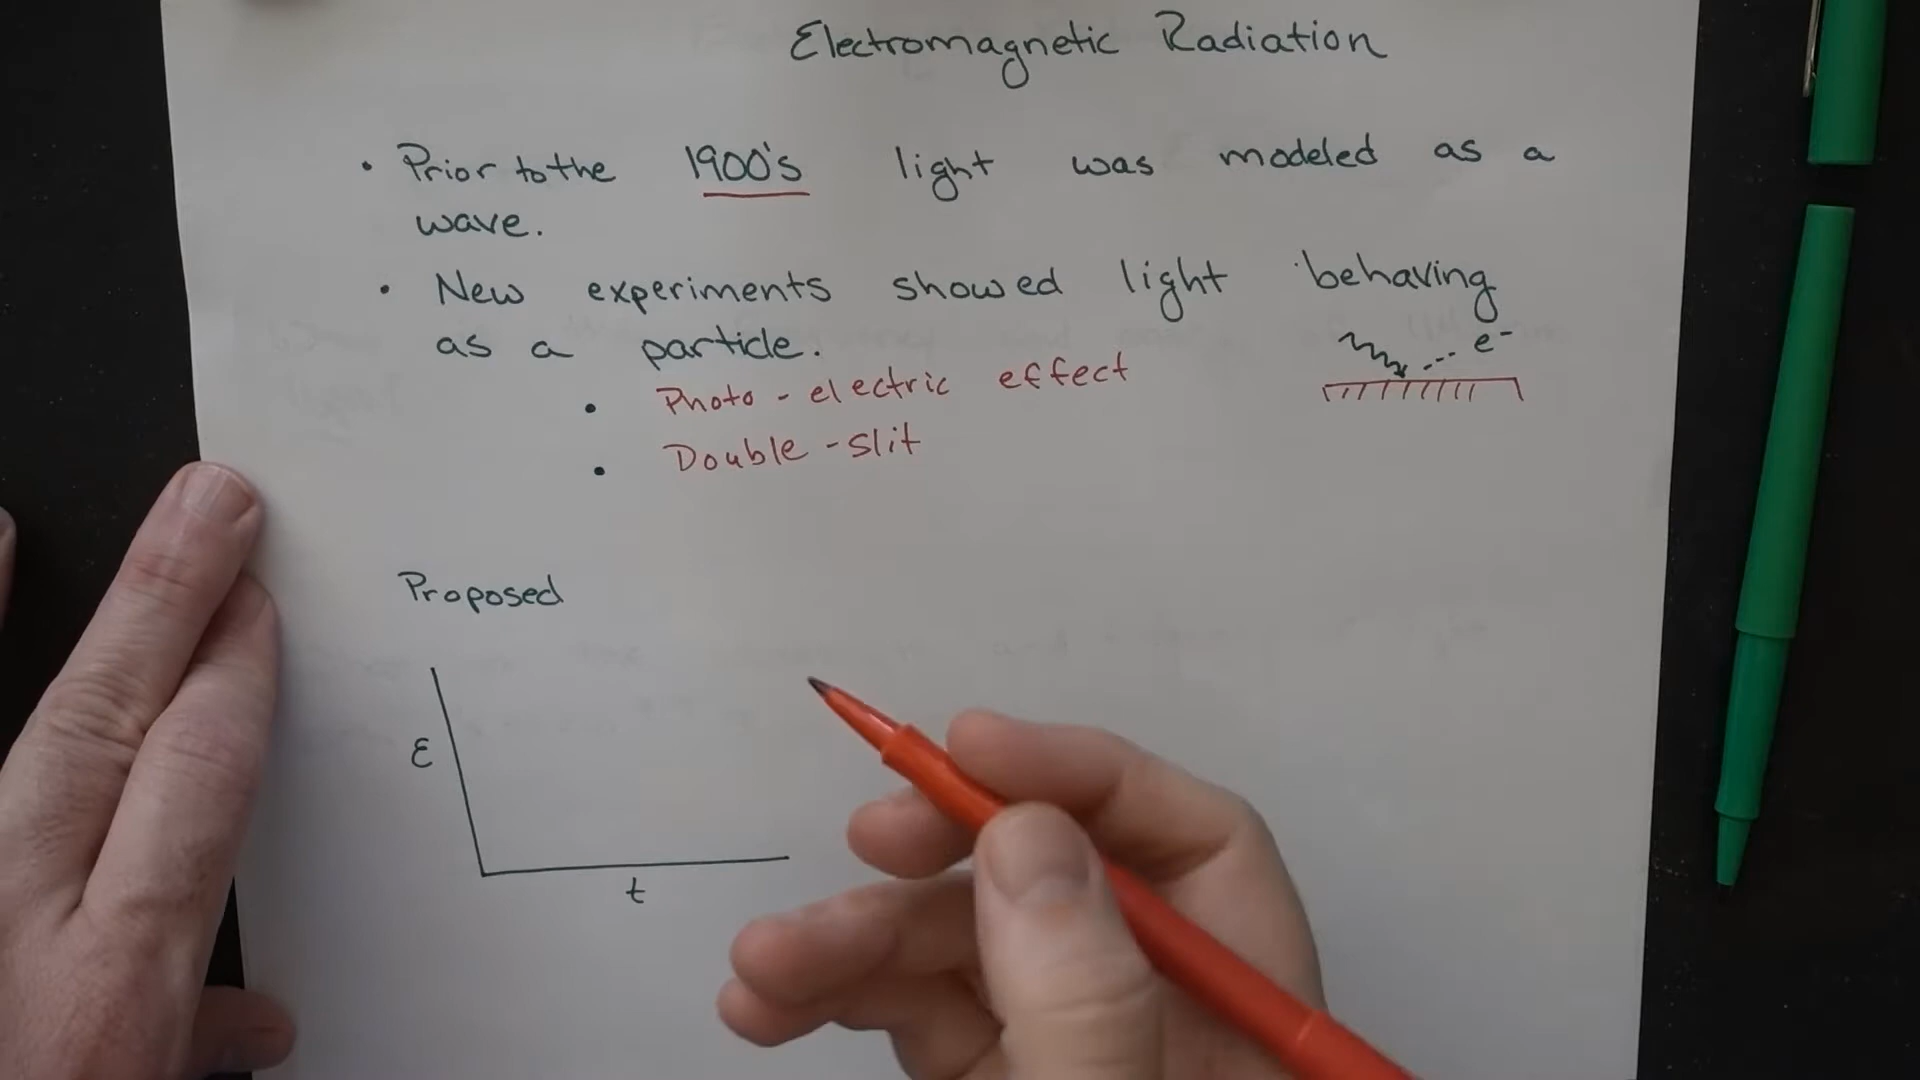 Electromagnetic Radiation
• Prior to the 1900's light was modeled as a
wave.
• New experiments showed light behaving
as a particle.
e-
• Photo-electric effect
• Double-slit
Proposed
ε
t